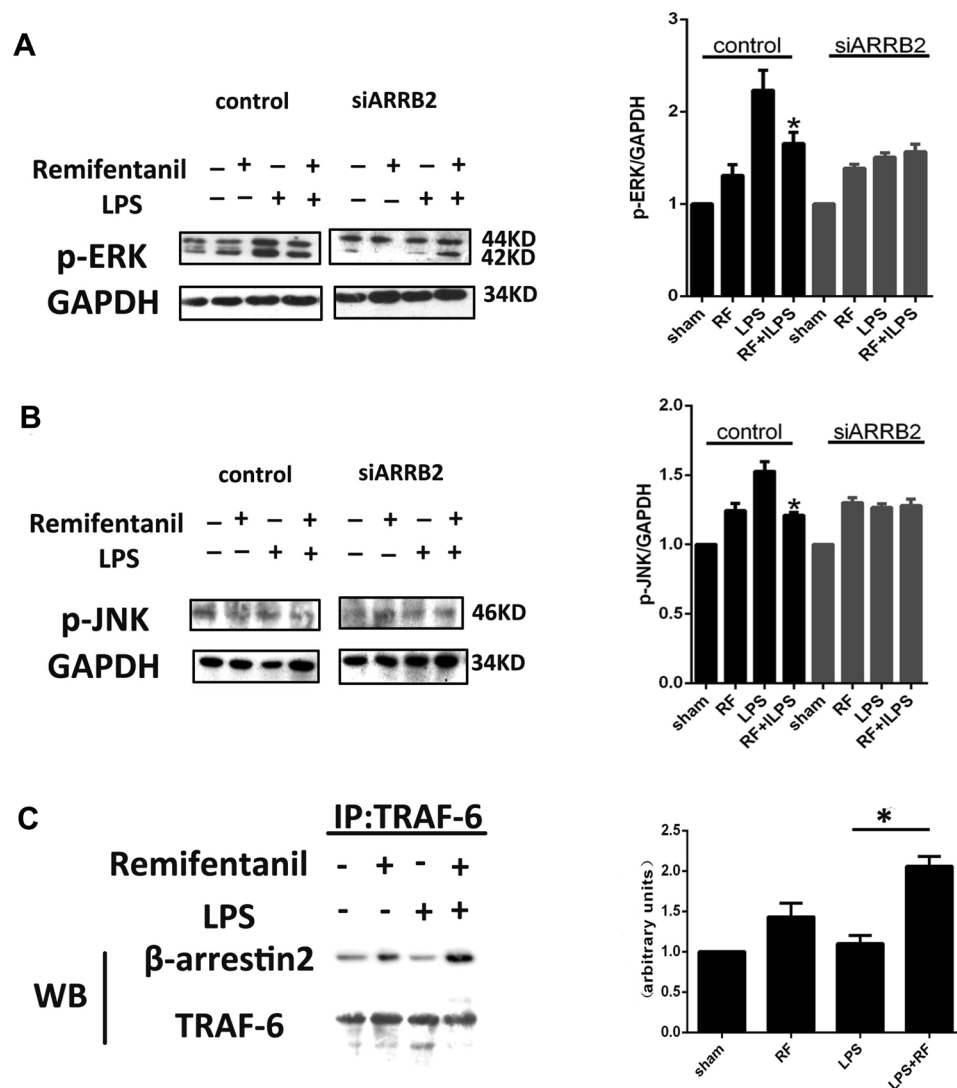 A
control siARRB2
Remifentanil – + – + – + – +
LPS – – + + – – + +
p-ERK 44KD
42KD
GAPDH 34KD
p-ERK/GAPDH
3
2
1
0
control siARRB2
sham RF LPS RF+lLPS sham RF LPS RF+lLPS
*
B
control siARRB2
Remifentanil – + – + – + – +
LPS – – + + – – + +
p-JNK 46KD
GAPDH 34KD
p-JNK/GAPDH
2.0
1.5
1.0
0.5
0.0
control siARRB2
*
sham RF LPS RF+lLPS sham RF LPS RF+lLPS
C
IP:TRAF-6
Remifentanil - + - +
LPS - - + +
WB
β-arrestin2
TRAF-6
(arbitrary units)
2.5
2.0
1.5
1.0
0.5
0.0
*
sham RF LPS LPS+RF